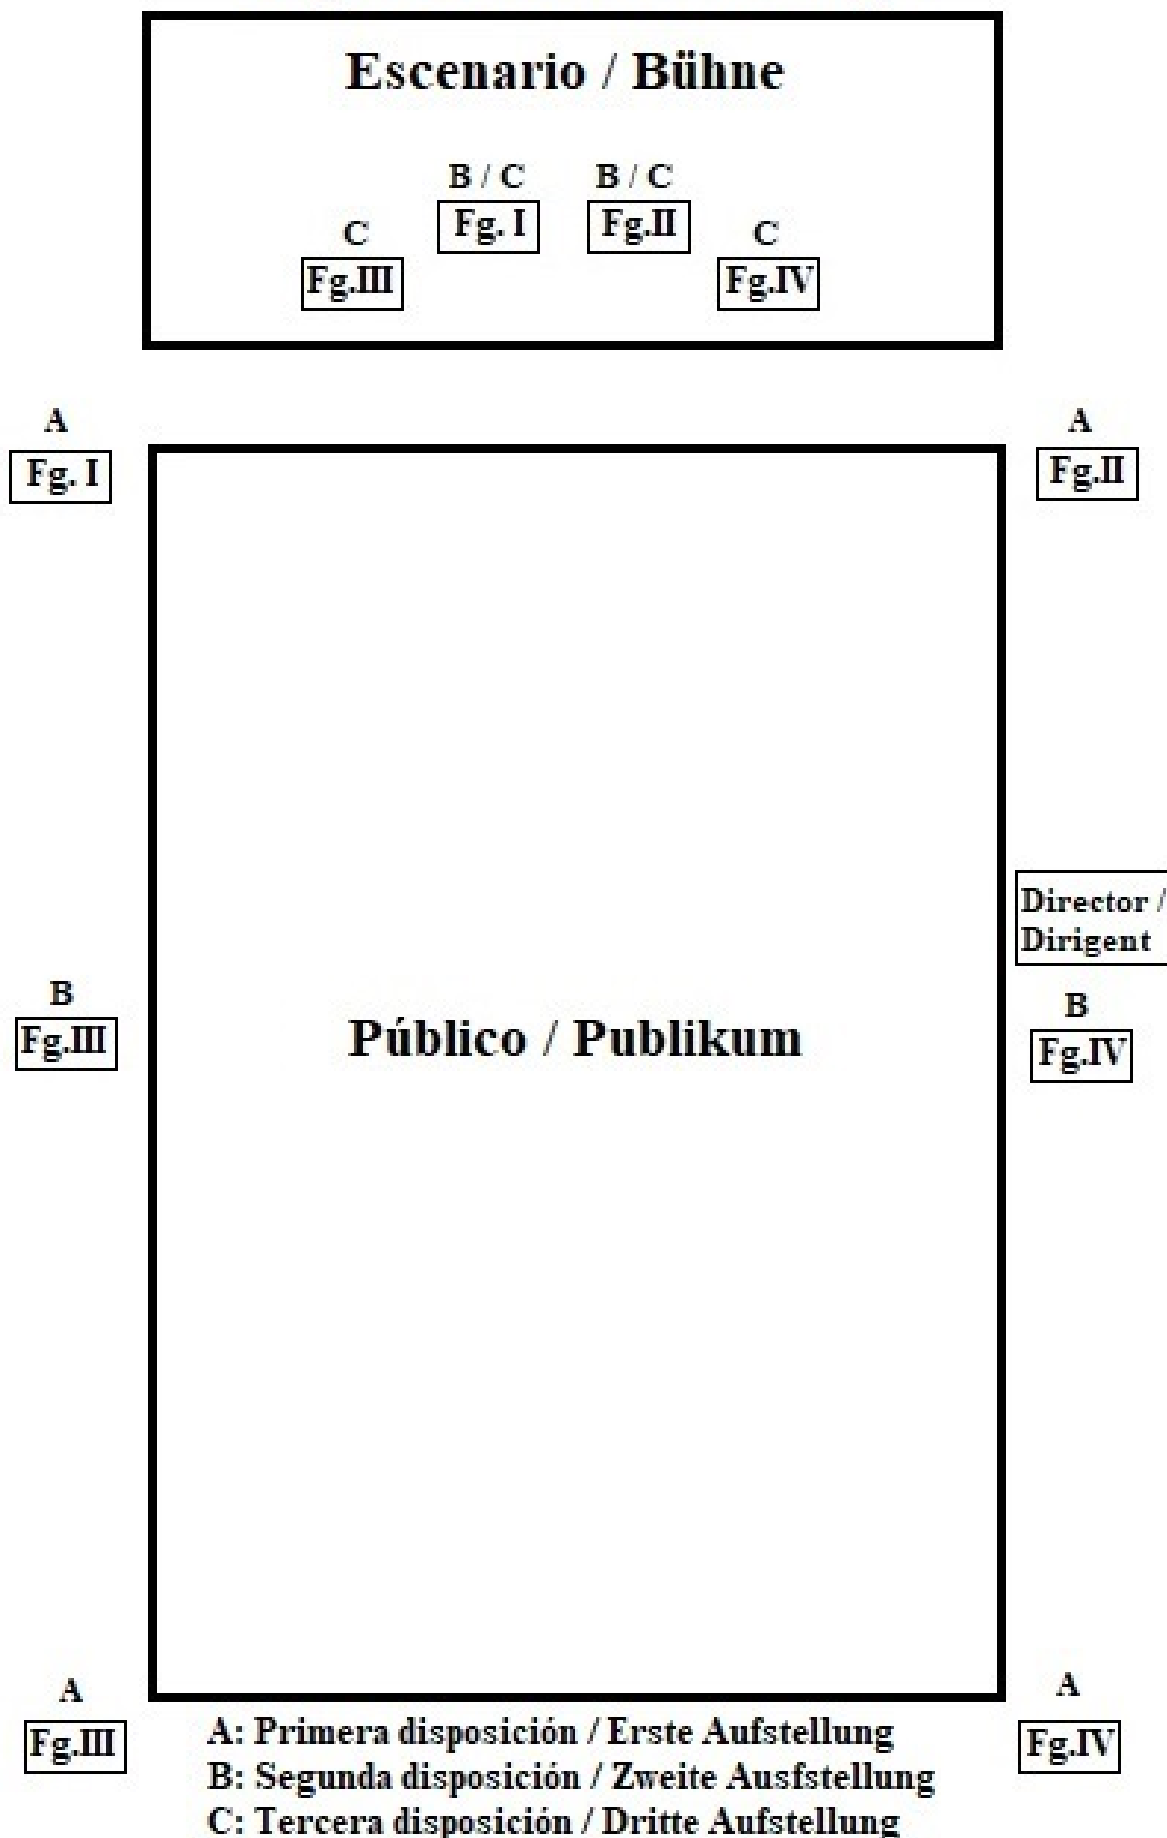 Escenario / Bühne
B / C B / C
Fg. I Fg.II
C C
Fg.III Fg.IV
A A
Fg. I Fg.II
Director /
Dirigent
B B
Fg.III Público / Publikum Fg.IV
A A
Fg.III Fg.IV
A: Primera disposición / Erste Aufstellung
B: Segunda disposición / Zweite Ausfstellung
C: Tercera disposición / Dritte Aufstellung